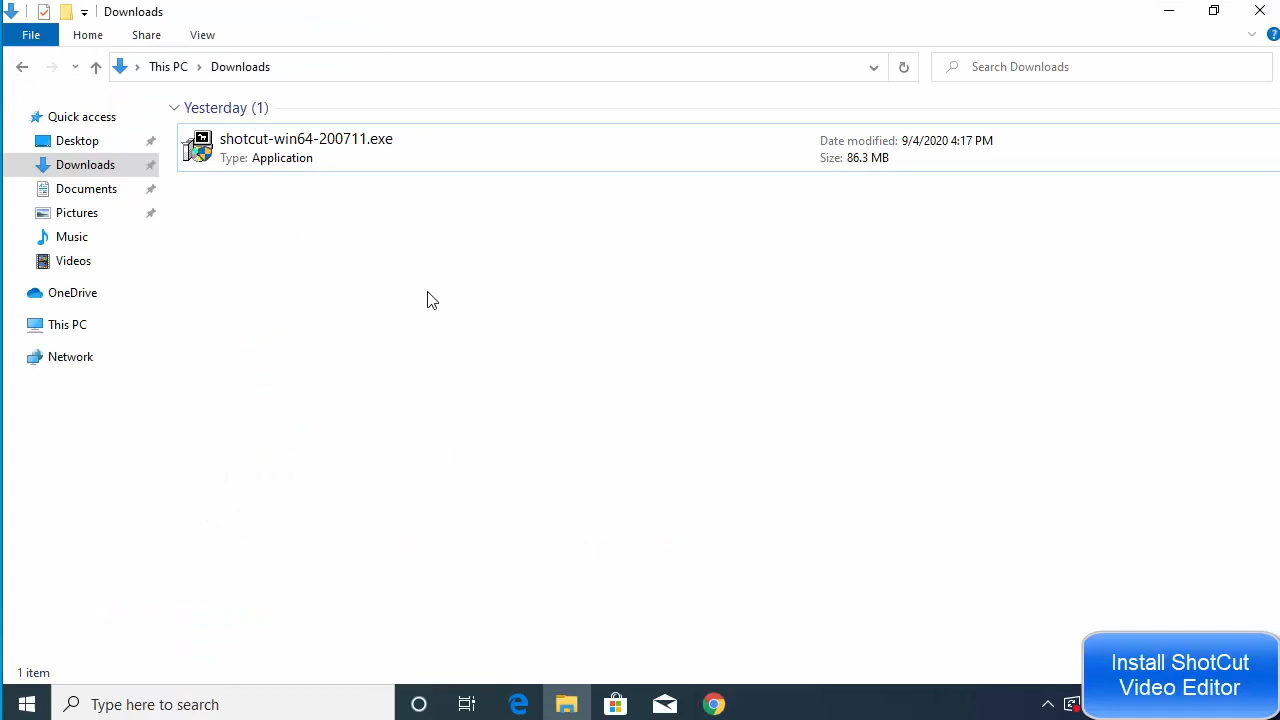 Downloads
File
Home
Share
View
This PC
Downloads
Search Downloads
Quick access
Desktop
Downloads
Documents
Pictures
Music
Videos
OneDrive
This PC
Network
Yesterday (1)
shotcut-win64-200711.exe
Type: Application
Date modified: 9/4/2020 4:17 PM
Size: 86.3 MB
1 item
Type here to search
Install ShotCut
Video Editor